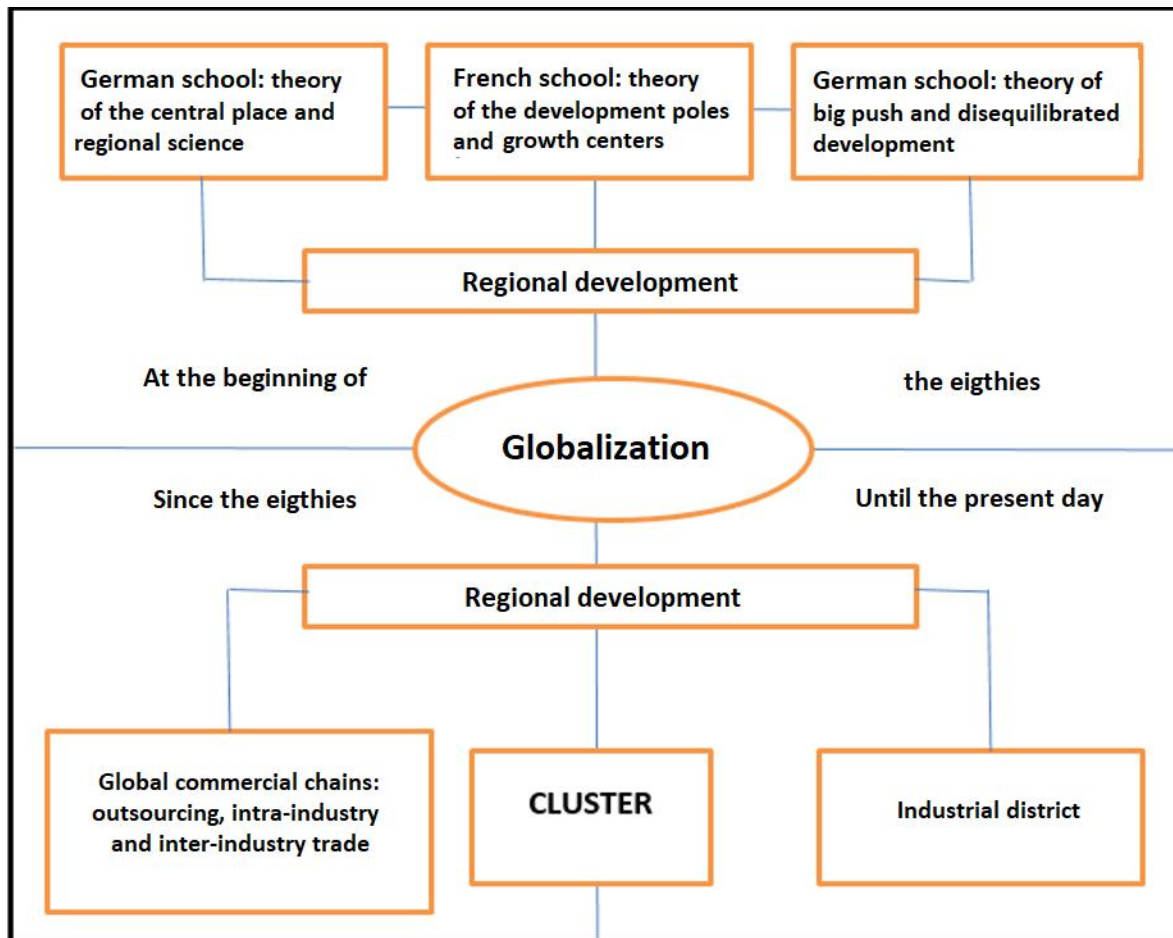 German school: theory
of the central place and
regional science
French school: theory
of the development poles
and growth centers
German school: theory of
big push and disequilibrated
development
Regional development
At the beginning of
the eigthies
Globalization
Since the eigthies
Until the present day
Regional development
Global commercial chains:
outsourcing, intra-industry
and inter-industry trade
CLUSTER
Industrial district